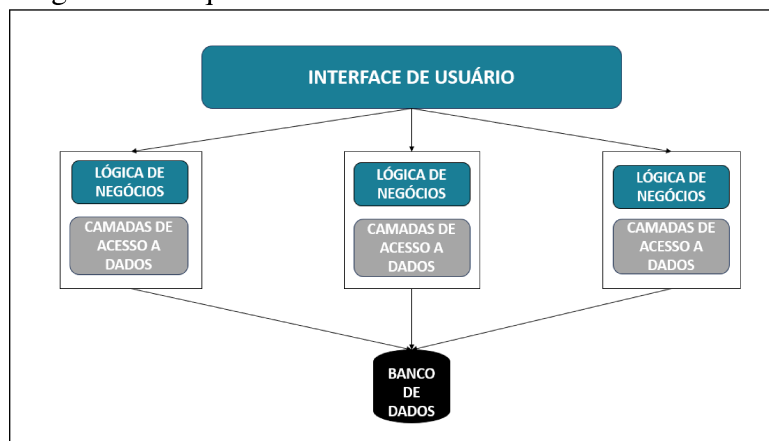 INTERFACE DE USUÁRIO
LÓGICA DE
NEGÓCIOS
CAMADAS DE
ACESSO A
DADOS
LÓGICA DE
NEGÓCIOS
CAMADAS DE
ACESSO A
DADOS
LÓGICA DE
NEGÓCIOS
CAMADAS DE
ACESSO A
DADOS
BANCO
DE
DADOS